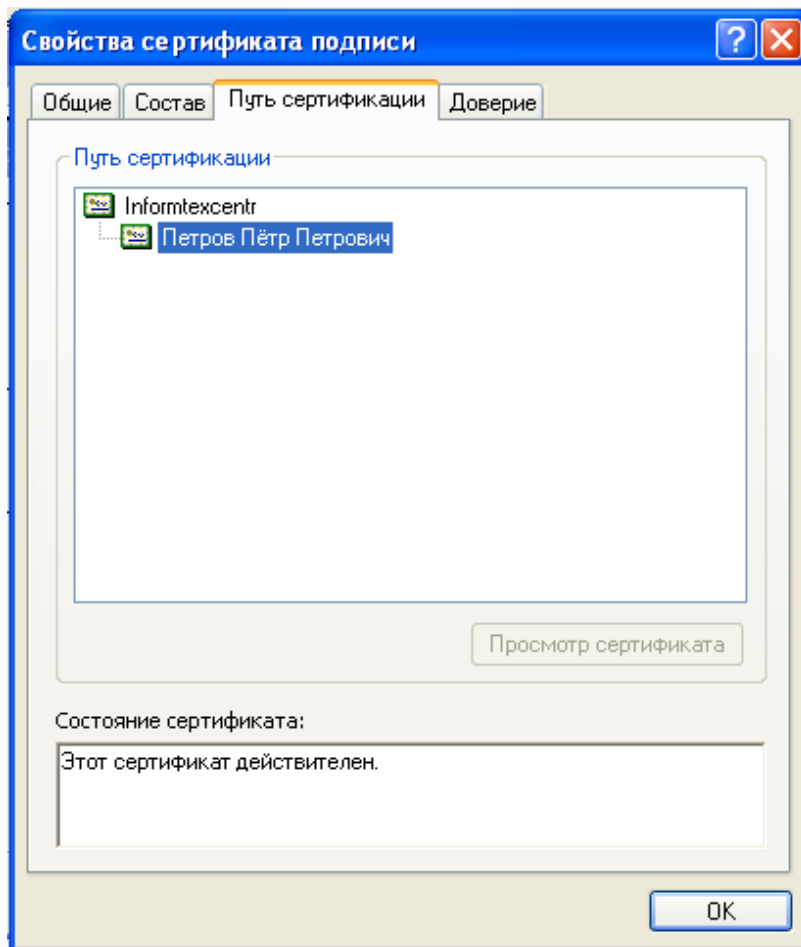 Свойства сертификата подписи
Общие Состав Путь сертификации Доверие
Путь сертификации
Informtexcentr
Петров Пётр Петрович
Просмотр сертификата
Состояние сертификата:
Этот сертификат действителен.
OK